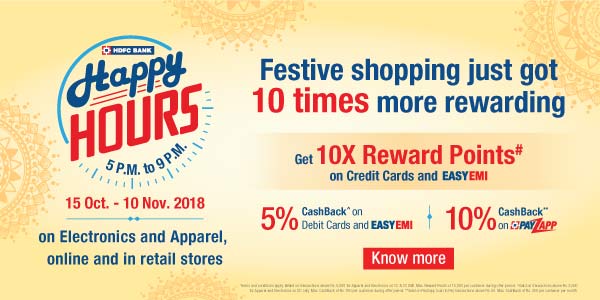 HDFC BANK
Happy
HOURS
5 P.M. to 9 P.M.
15 Oct. - 10 Nov. 2018
on Electronics and Apparel,
online and in retail stores
Festive shopping just got
10 times more rewarding
Get 10X Reward Points#
on Credit Cards and EASYEMI
5% CashBack^ on
Debit Cards and EASYEMI
10% CashBack**
on PAYZAPP
Know more